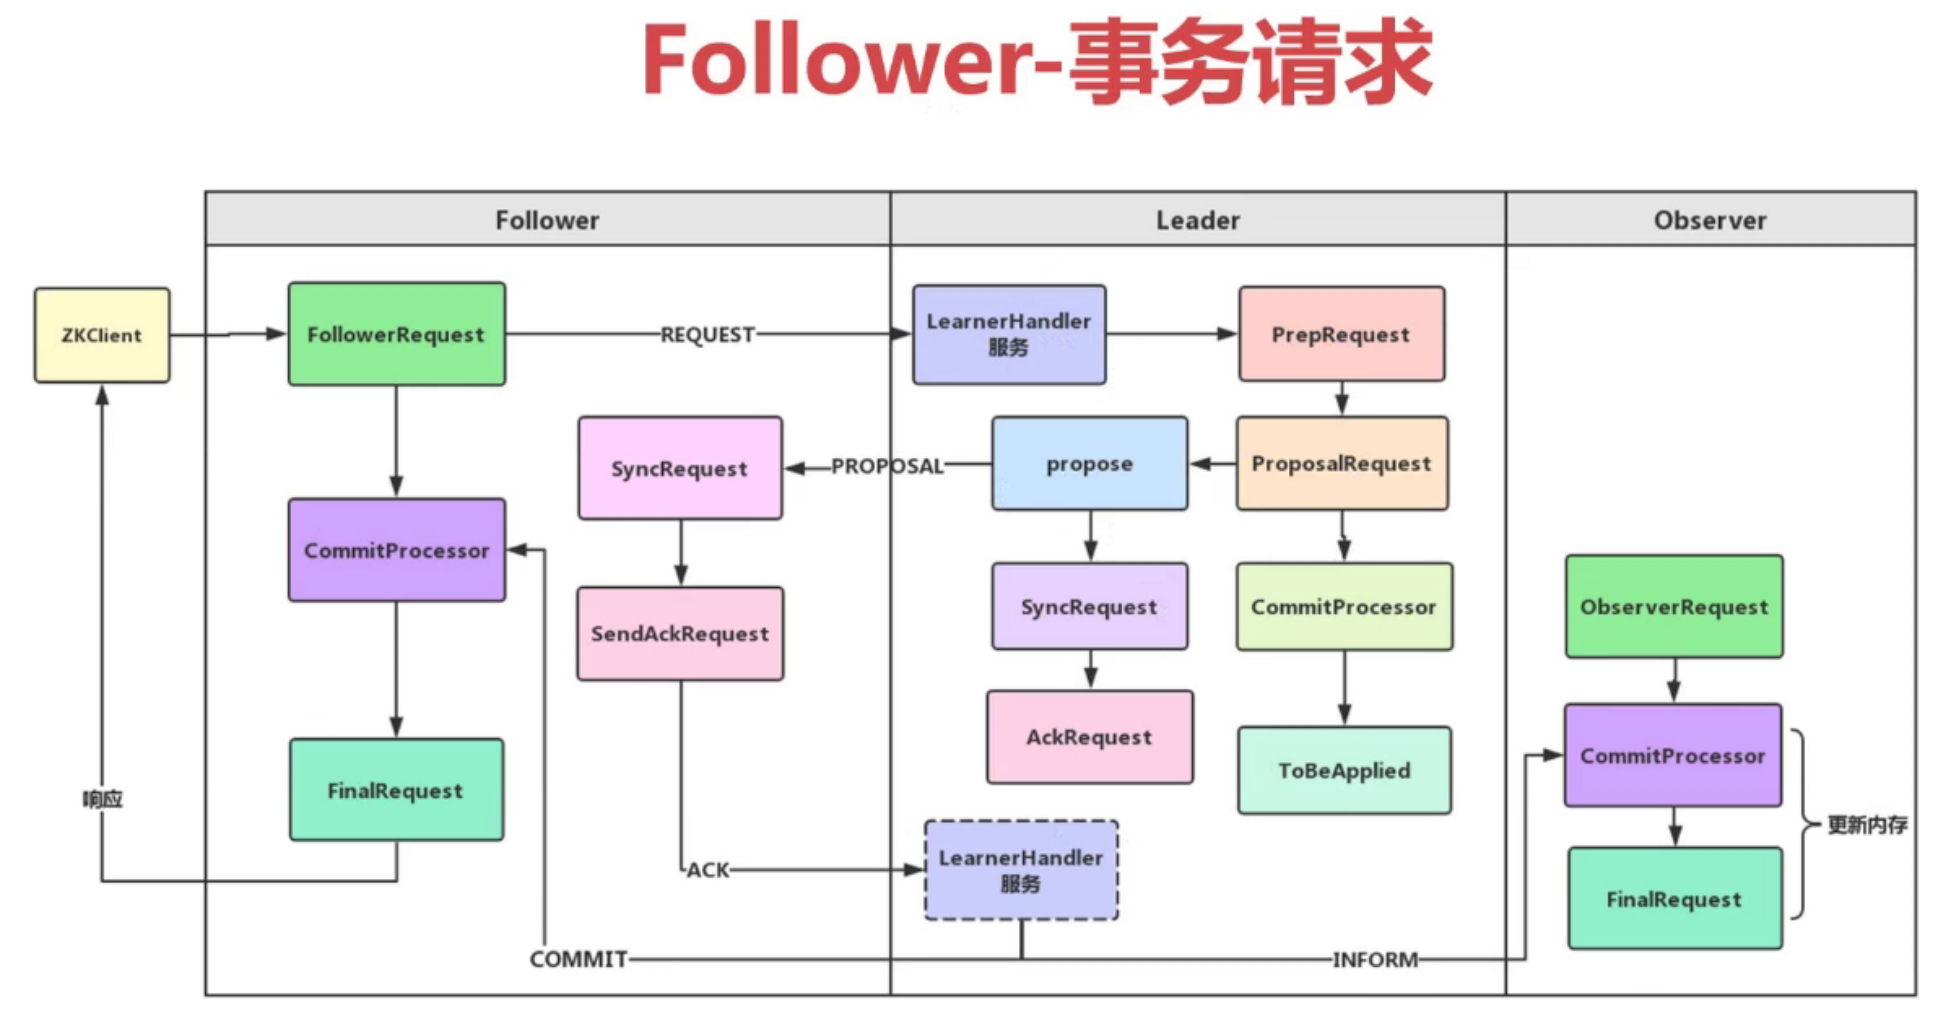 Follower-事务请求
Follower
Leader
Observer
ZKClient
FollowerRequest
REQUEST
LearnerHandler
服务
PrepRequest
SyncRequest
PROPOSAL
propose
ProposalRequest
CommitProcessor
SendAckRequest
SyncRequest
CommitProcessor
ObserverRequest
AckRequest
ToBeApplied
CommitProcessor
FinalRequest
响应
更新内存
ACK
LearnerHandler
服务
FinalRequest
COMMIT
INFORM